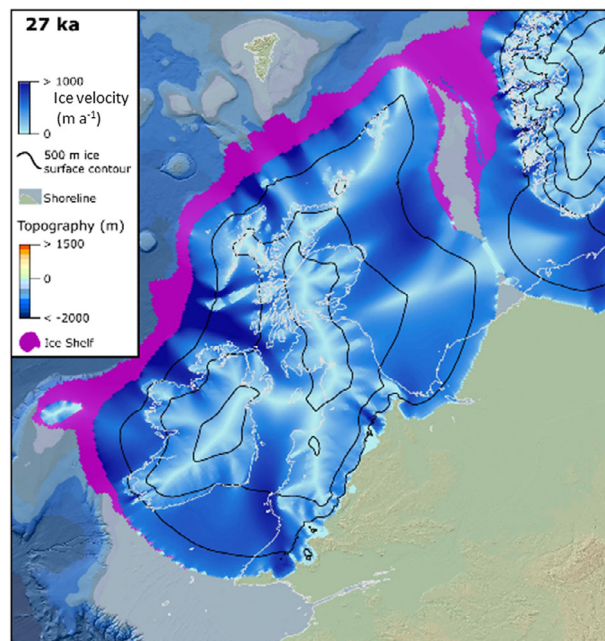 27 ka
> 1000
Ice velocity
(m a-1)
0
500 m ice
surface contour
Shoreline
Topography (m)
> 1500
0
< -2000
Ice Shelf